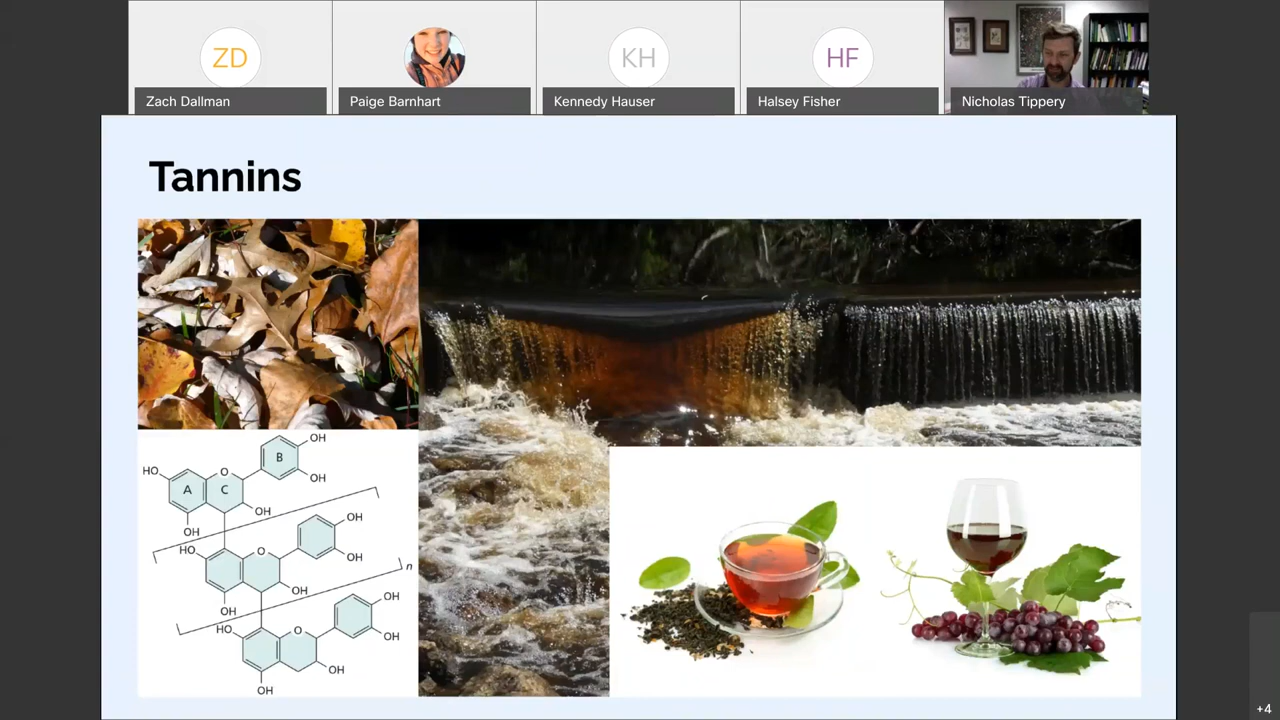 ZD
Zach Dallman
Paige Barnhart
KH
Kennedy Hauser
HF
Halsey Fisher
Nicholas Tippery
Tannins
OH
B
OH
HO
O
A
C
OH
OH
HO
OH
O
OH
n
OH
OH
HO
O
OH
OH
OH
OH
+4